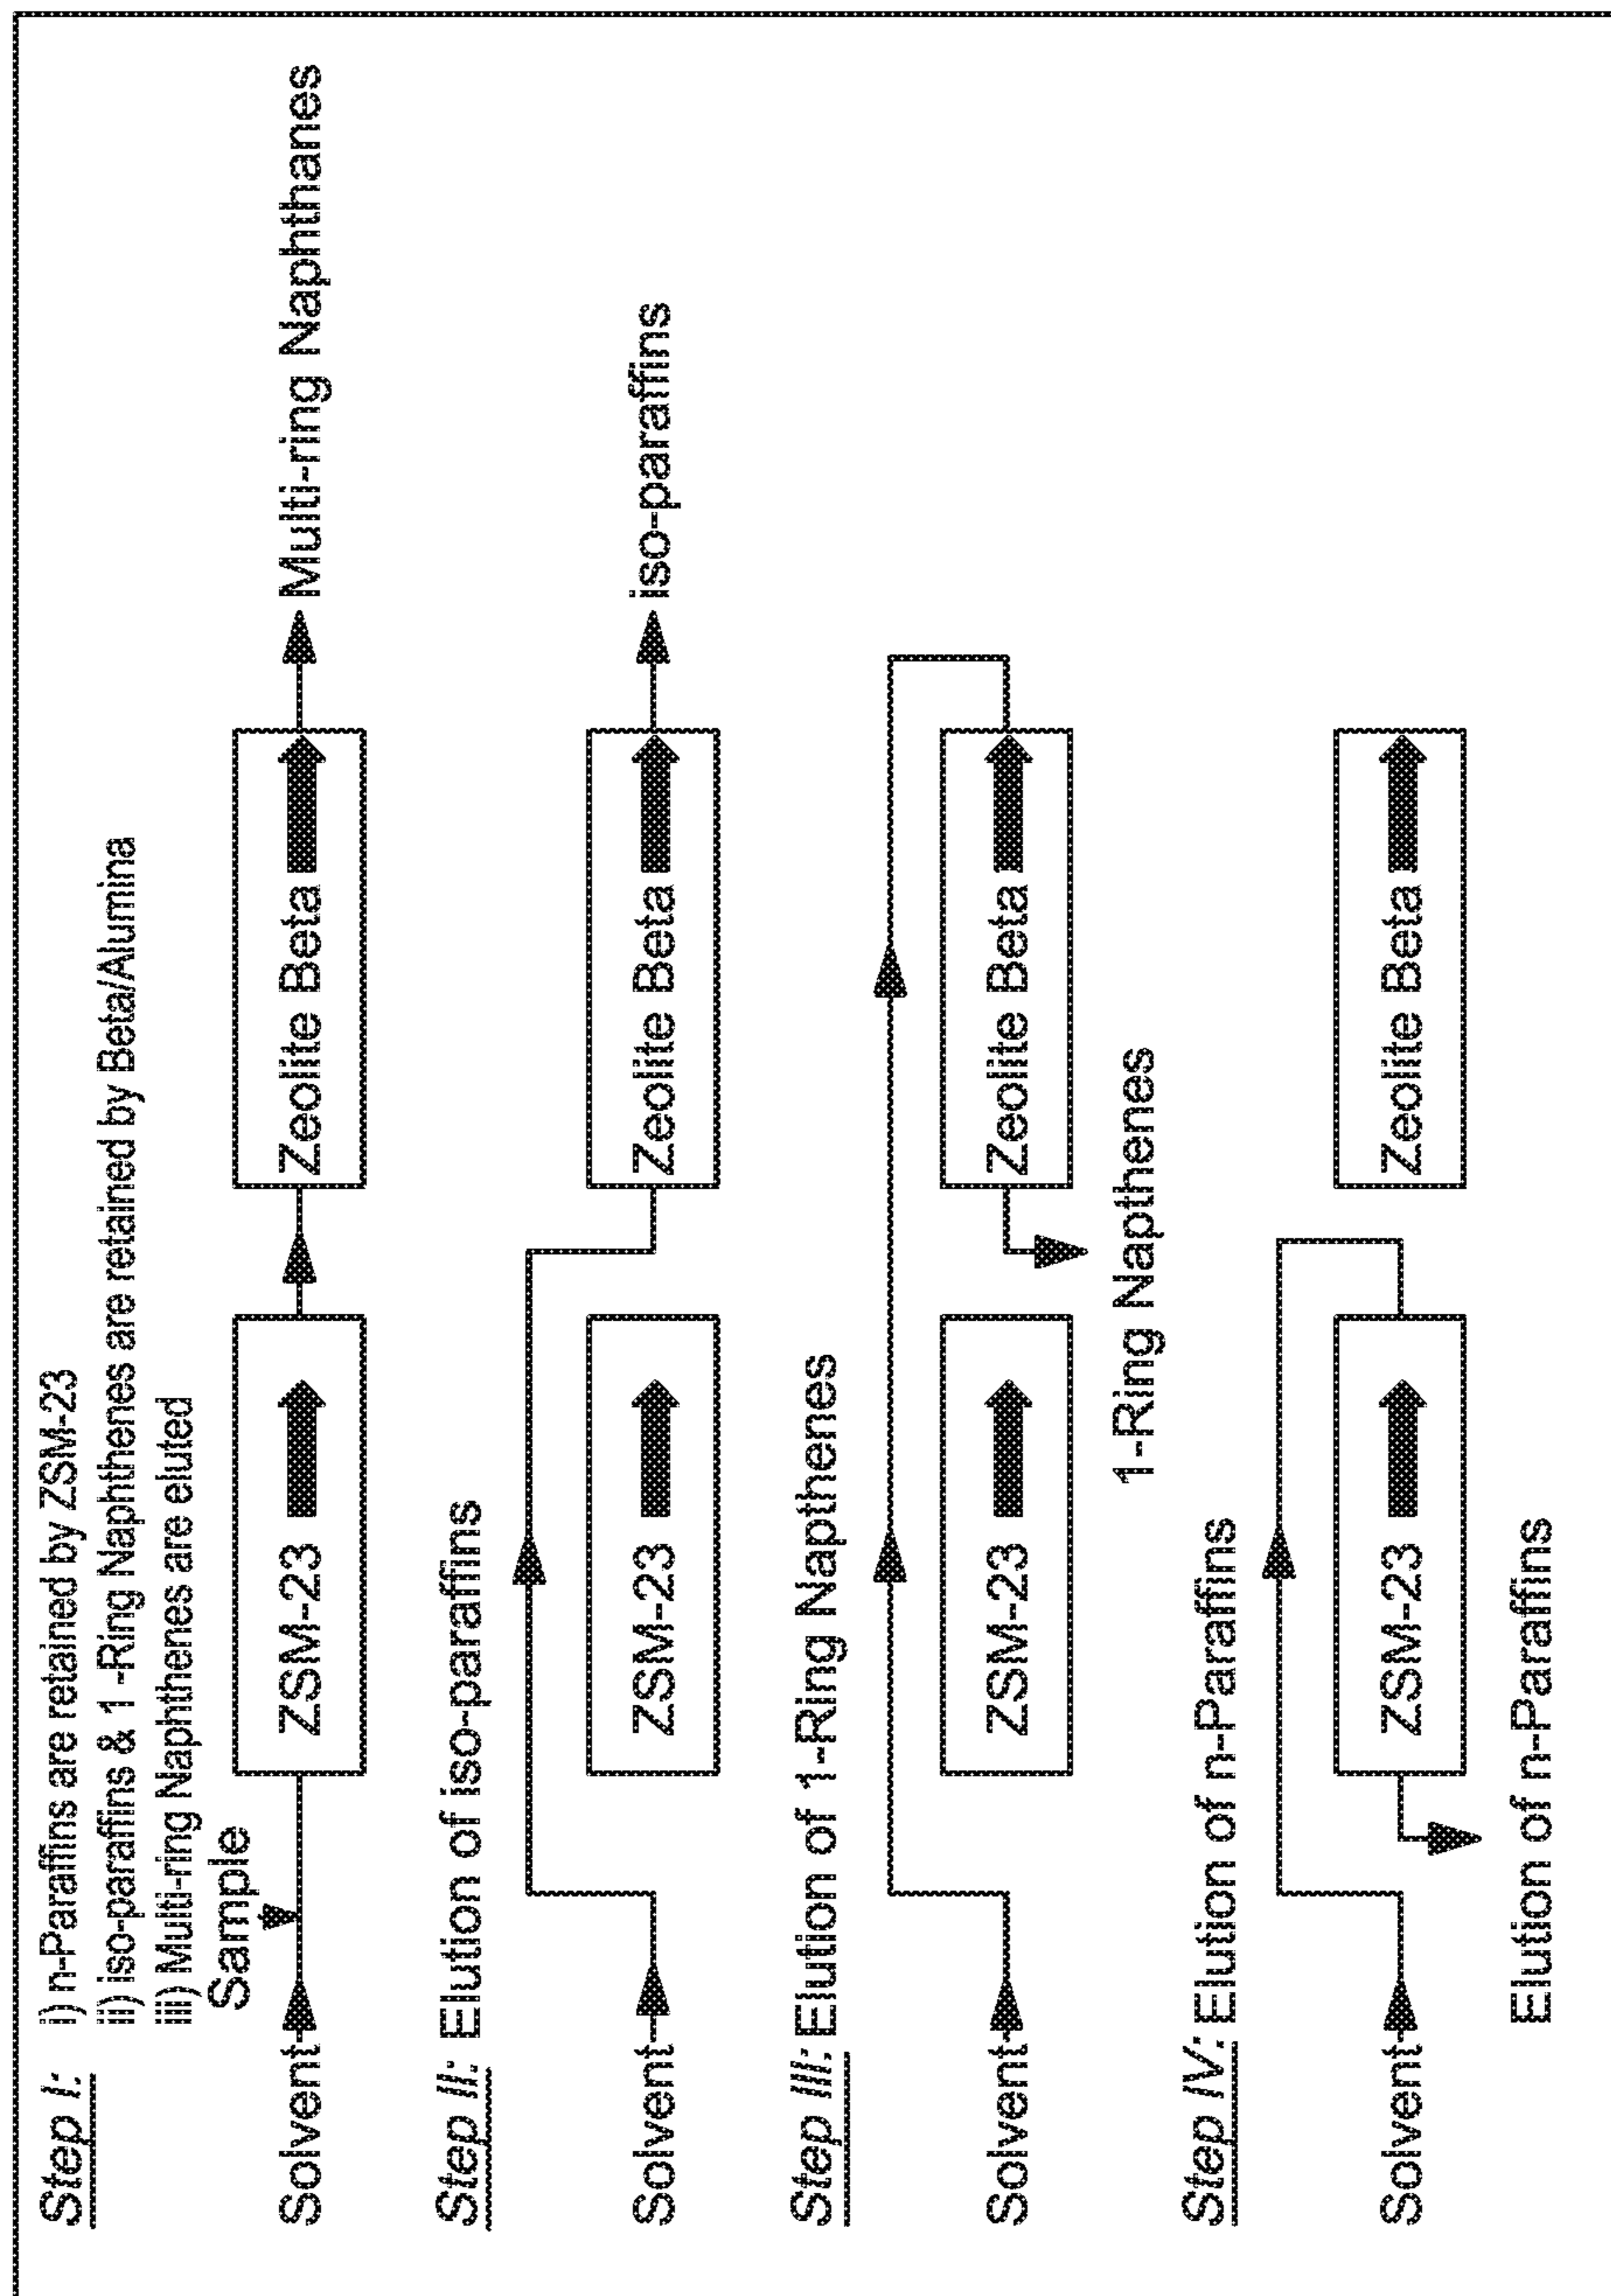 Step I: i) n-Paraffins are retained by ZSM-23
ii) iso-paraffins & 1 -Ring Naphthenes are retained by Beta/Alumina
iii) Multi-ring Naphthenes are eluted
Sample
Solvent ZSM-23 Zeolite Beta Multi-ring Naphthanes
Step II: Elution of iso-paraffins
Solvent ZSM-23 Zeolite Beta iso-paraffins
Step III: Elution of 1-Ring Napthenes
Solvent ZSM-23 Zeolite Beta
1-Ring Napthenes
Step IV: Elution of n-Paraffins
Solvent ZSM-23 Zeolite Beta
Elution of n-Paraffins